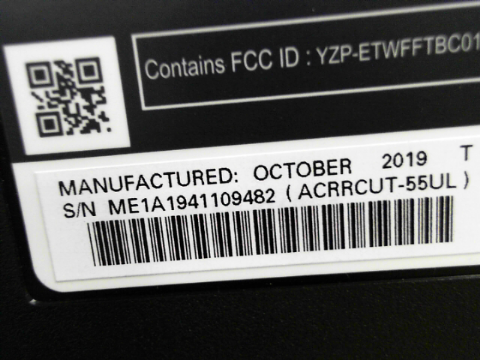 Contains FCC ID : YZP-ETWFFTBC01
MANUFACTURED: OCTOBER 2019 T
S/N ME1A1941109482 ( ACRRCUT-55UL )